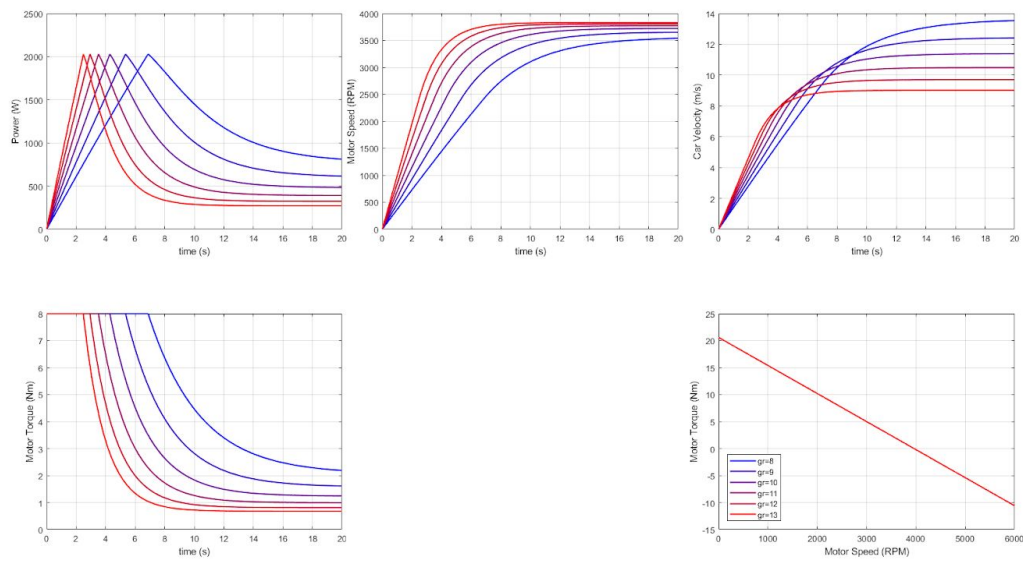 2500
2000
1500
1000
500
0
Power (W)
0 2 4 6 8 10 12 14 16 18 20
time (s)
4000
3500
3000
2500
2000
1500
1000
500
0
Motor Speed (RPM)
0 2 4 6 8 10 12 14 16 18 20
time (s)
14
12
10
8
6
4
2
0
Car Velocity (m/s)
0 2 4 6 8 10 12 14 16 18 20
time (s)
8
7
6
5
4
3
2
1
0
Motor Torque (Nm)
0 2 4 6 8 10 12 14 16 18 20
time (s)
25
20
15
10
5
0
-5
-10
-15
Motor Torque (Nm)
gr=8
gr=9
gr=10
gr=11
gr=12
gr=13
0 1000 2000 3000 4000 5000 6000
Motor Speed (RPM)